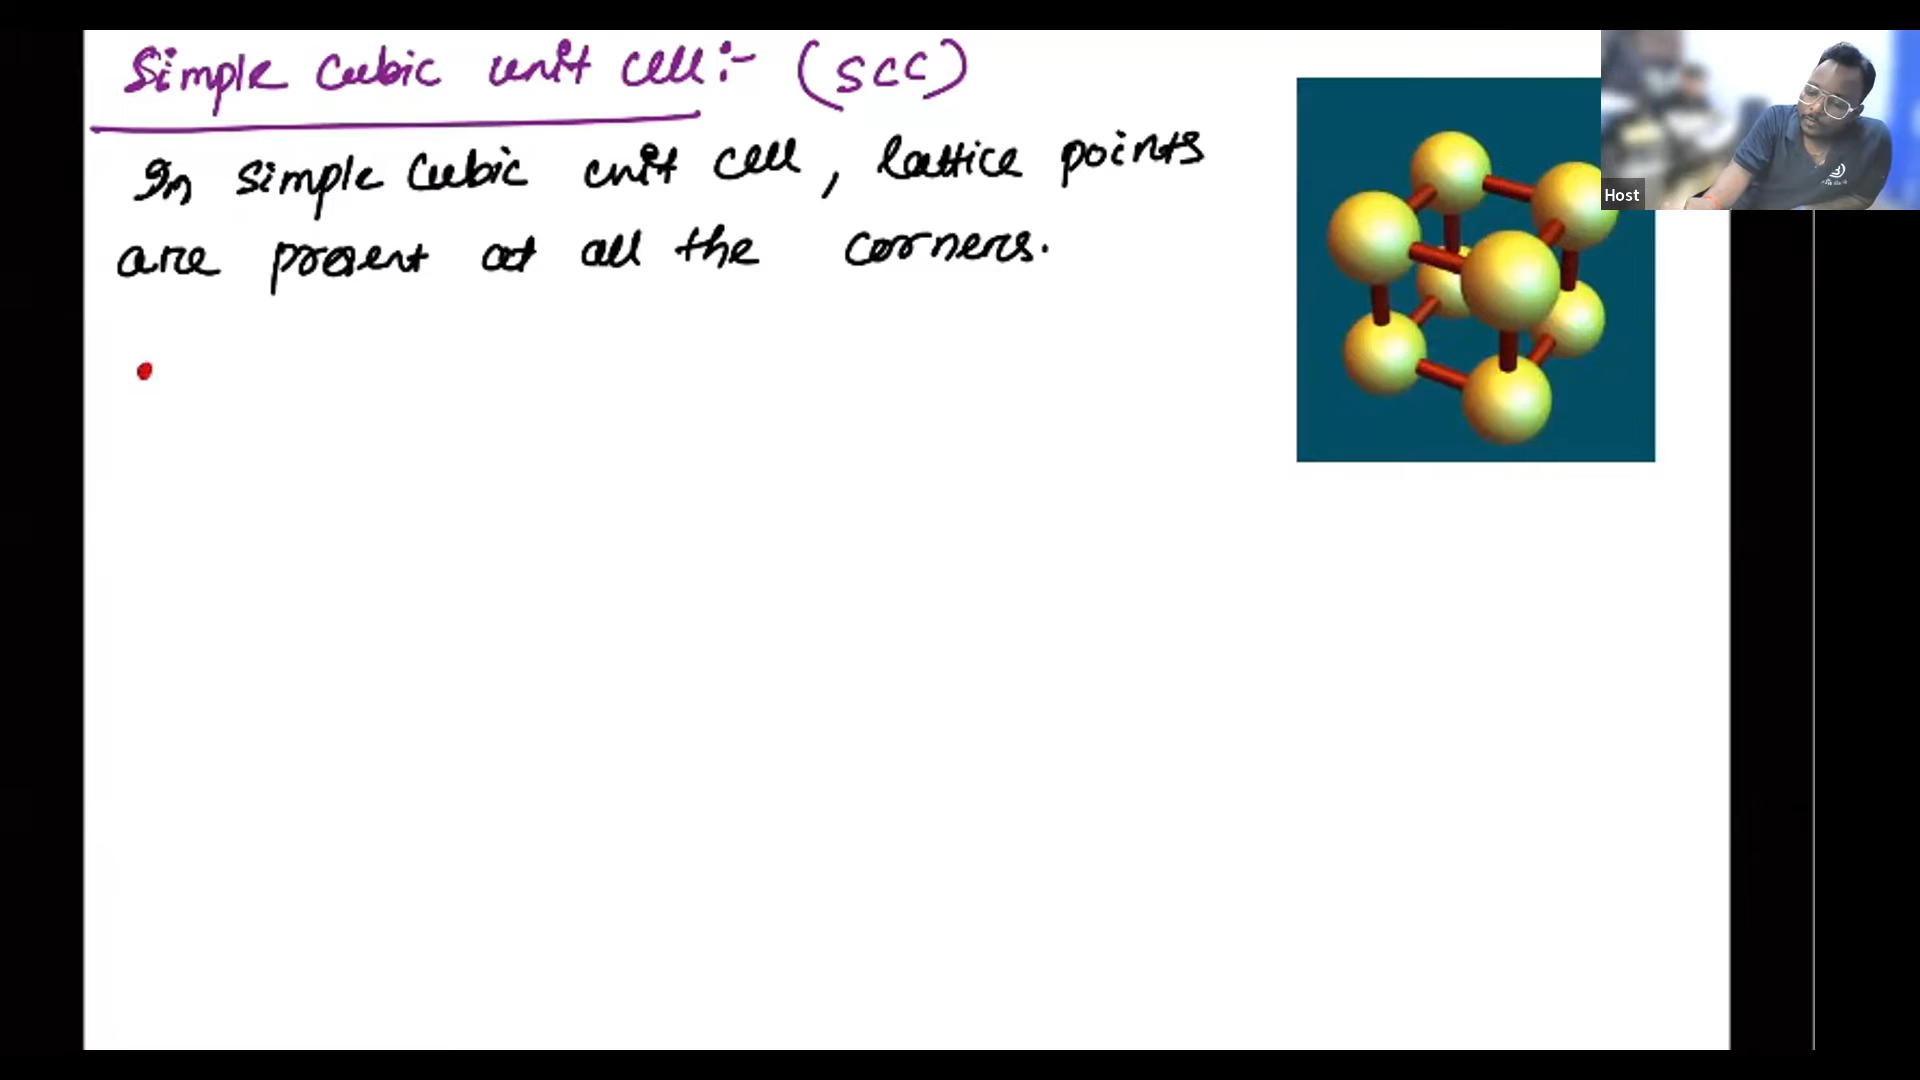 Simple Cubic unit cell:- (SCC)
In simple Cubic unit cell, lattice points
are present at all the corners.
Host